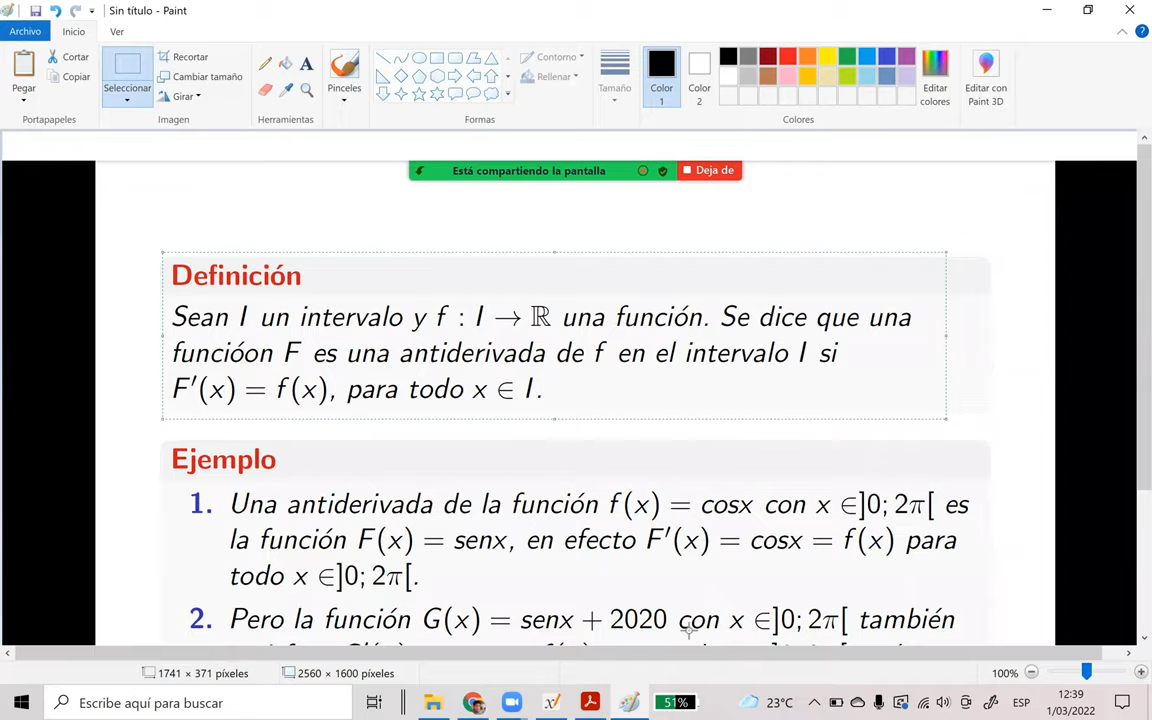 Sin título - Paint
Archivo Inicio Ver
Pegar
Cortar
Copiar
Portapapeles
Seleccionar
Recortar
Cambiar tamaño
Girar
Imagen
Herramientas
Pinceles
Contorno
Rellenar
Formas
Tamaño
Color 1
Color 2
Editar colores
Colores
Editar con Paint 3D
Está compartiendo la pantalla
Deja de
Definición
Sean I un intervalo y f : I → ℝ una función. Se dice que una
funcióon F es una antiderivada de f en el intervalo I si
F′(x) = f(x), para todo x ∈ I.
Ejemplo
1. Una antiderivada de la función f(x) = cosx con x ∈]0; 2π[ es
la función F(x) = senx, en efecto F′(x) = cosx = f(x) para
todo x ∈]0; 2π[.
2. Pero la función G(x) = senx + 2020 con x ∈]0; 2π[ también
1741 × 371 píxeles
2560 × 1600 píxeles
100%
Escribe aquí para buscar
51%
23°C
ESP
12:39
1/03/2022